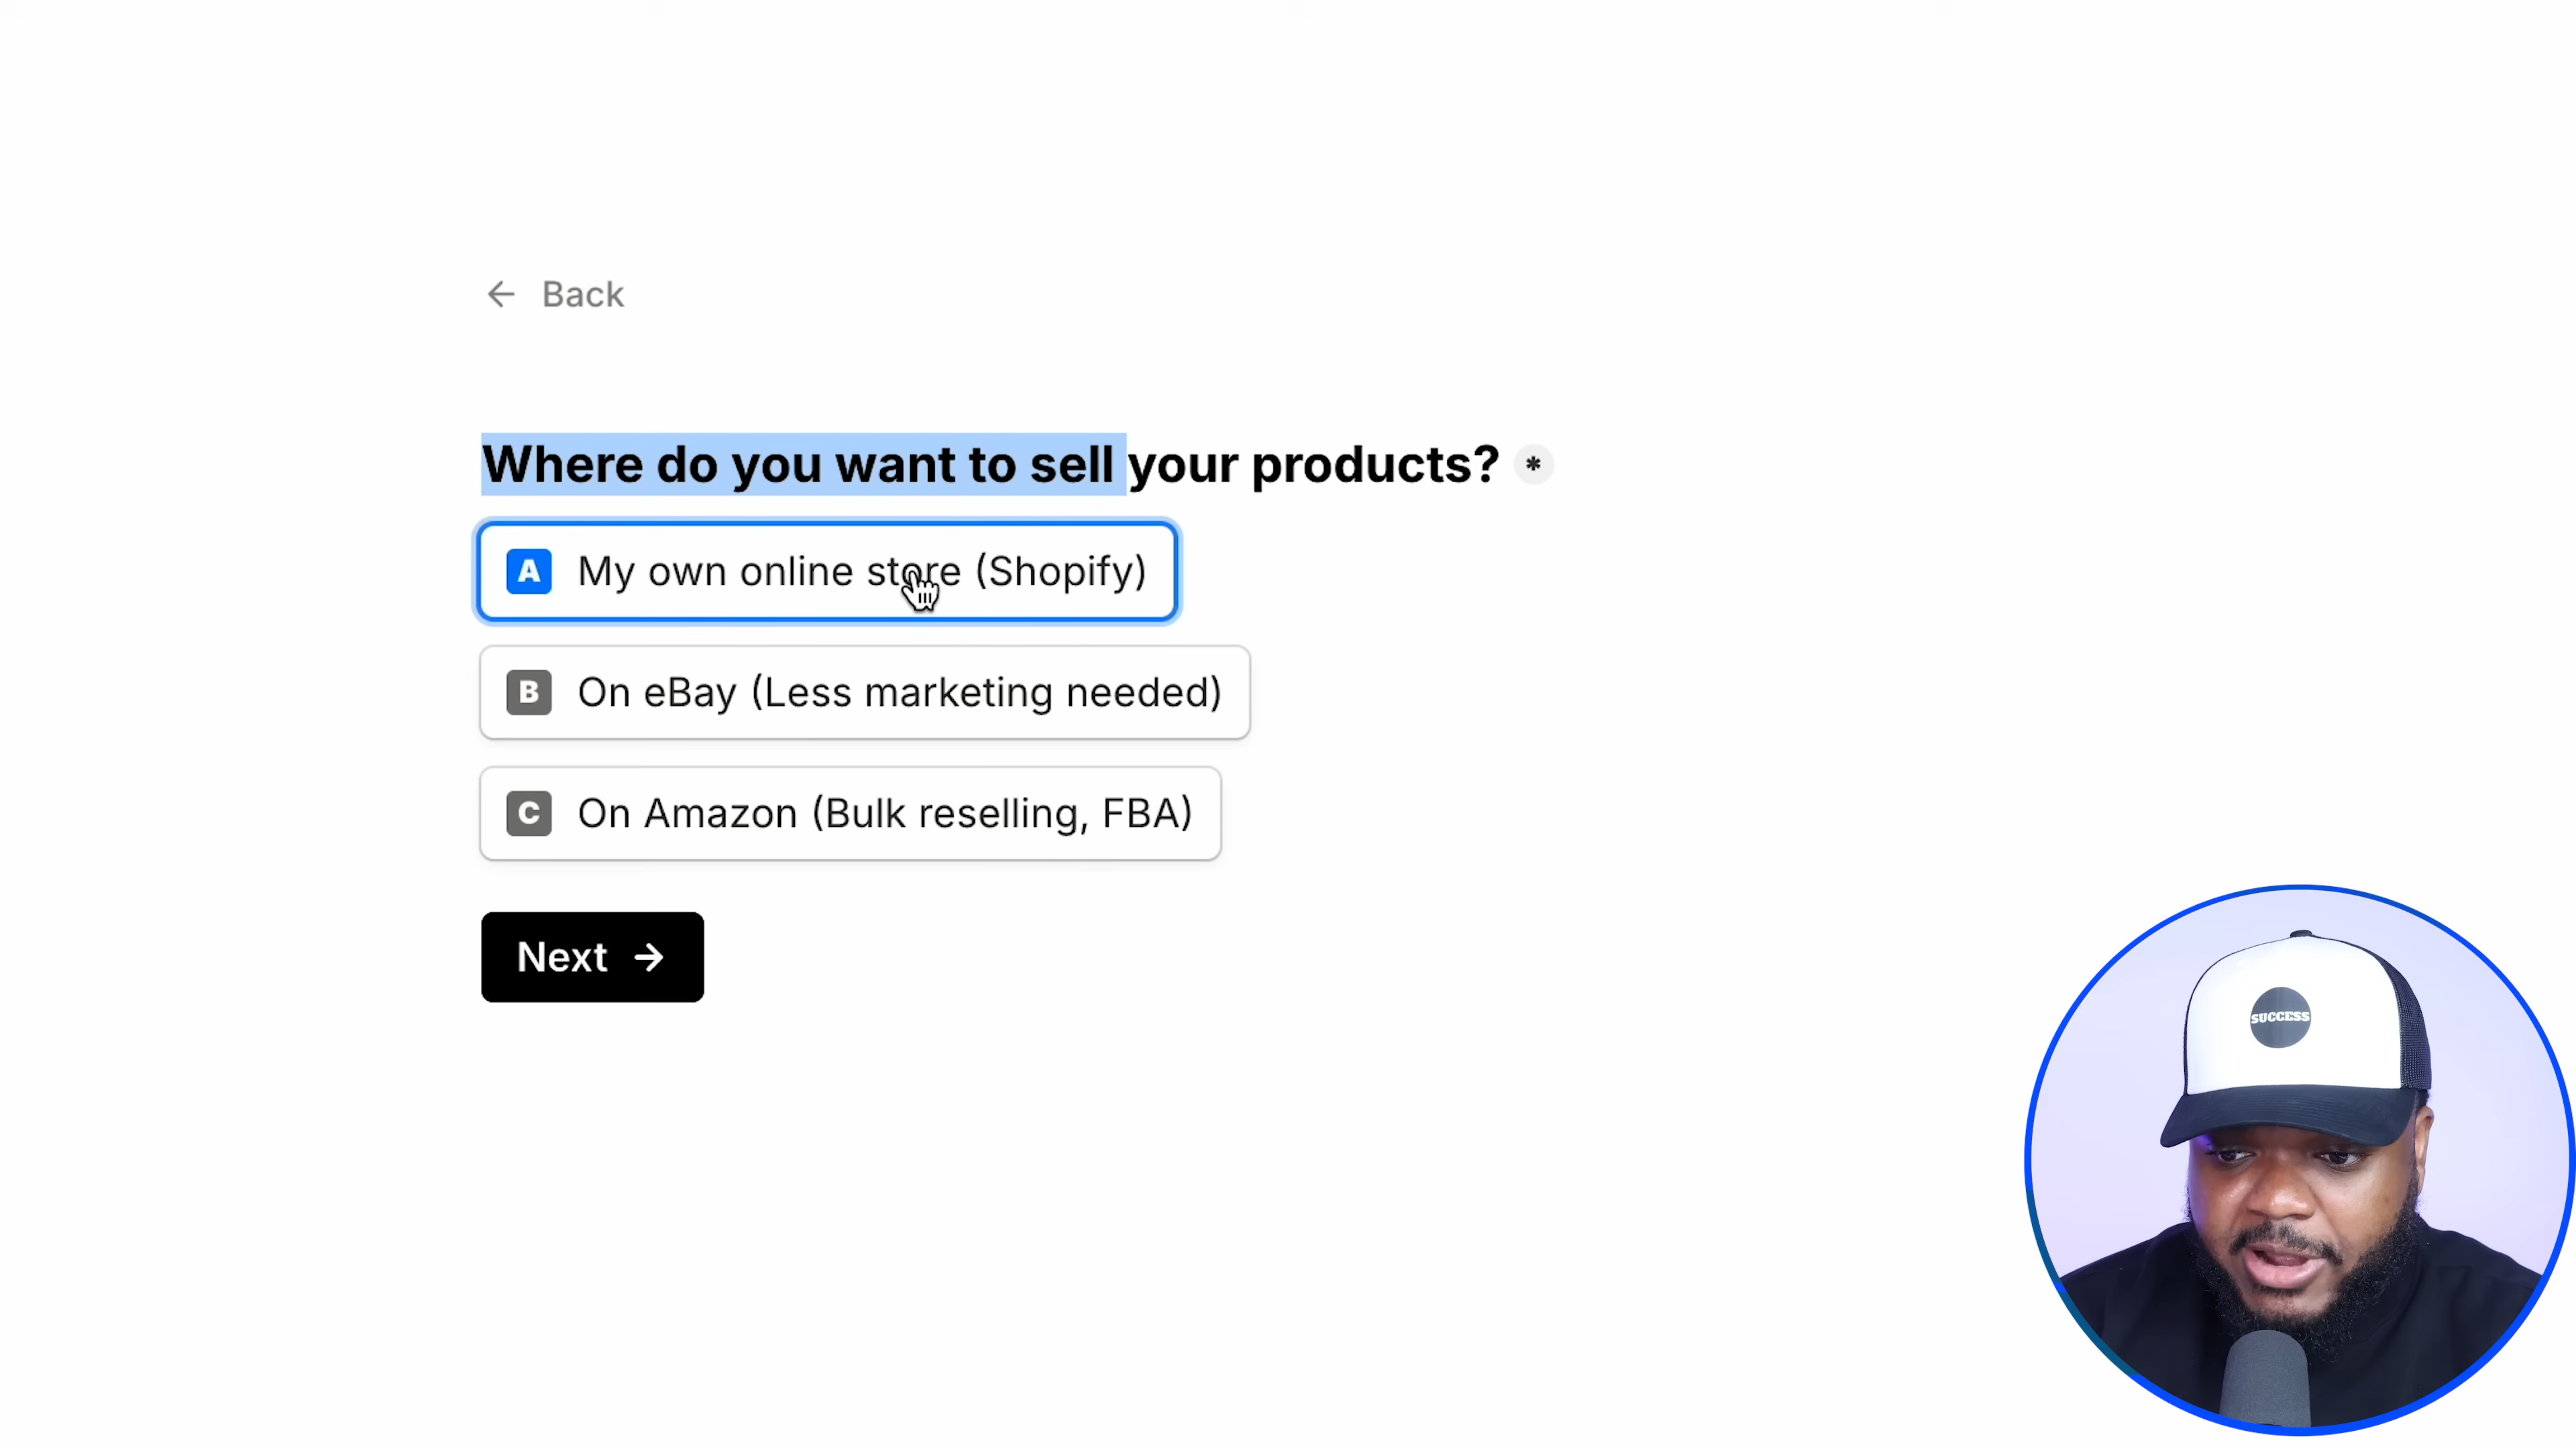 ← Back
Where do you want to sell your products? *
A My own online store (Shopify)
B On eBay (Less marketing needed)
C On Amazon (Bulk reselling, FBA)
Next →
SUCCESS